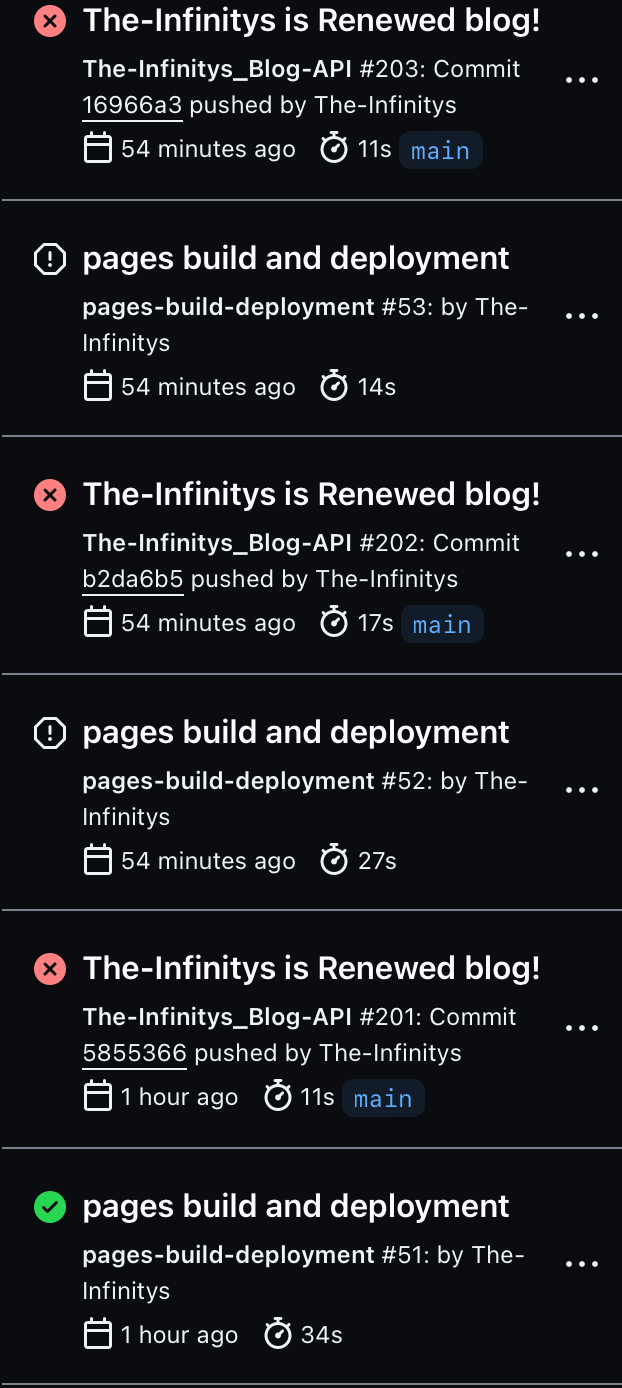 The-Infinitys is Renewed blog!
The-Infinitys_Blog-API #203: Commit
16966a3 pushed by The-Infinitys
54 minutes ago 11s main
pages build and deployment
pages-build-deployment #53: by The-
Infinitys
54 minutes ago 14s
The-Infinitys is Renewed blog!
The-Infinitys_Blog-API #202: Commit
b2da6b5 pushed by The-Infinitys
54 minutes ago 17s main
pages build and deployment
pages-build-deployment #52: by The-
Infinitys
54 minutes ago 27s
The-Infinitys is Renewed blog!
The-Infinitys_Blog-API #201: Commit
5855366 pushed by The-Infinitys
1 hour ago 11s main
pages build and deployment
pages-build-deployment #51: by The-
Infinitys
1 hour ago 34s